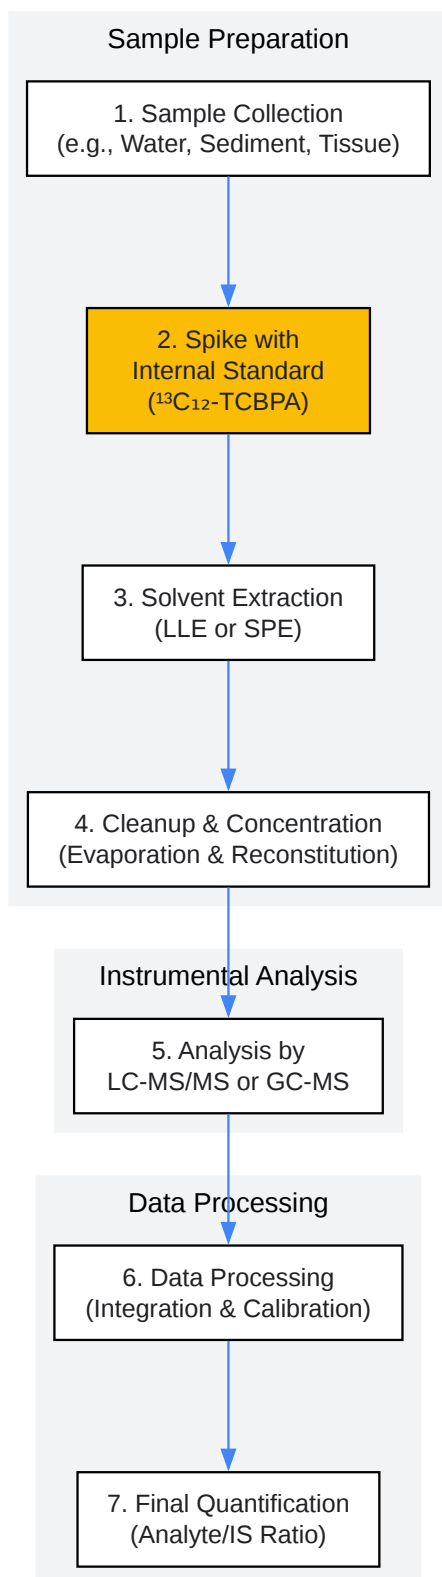 Sample Preparation
1. Sample Collection
(e.g., Water, Sediment, Tissue)
2. Spike with
Internal Standard
(¹³C₁₂-TCBPA)
3. Solvent Extraction
(LLE or SPE)
4. Cleanup & Concentration
(Evaporation & Reconstitution)
Instrumental Analysis
5. Analysis by
LC-MS/MS or GC-MS
Data Processing
6. Data Processing
(Integration & Calibration)
7. Final Quantification
(Analyte/IS Ratio)